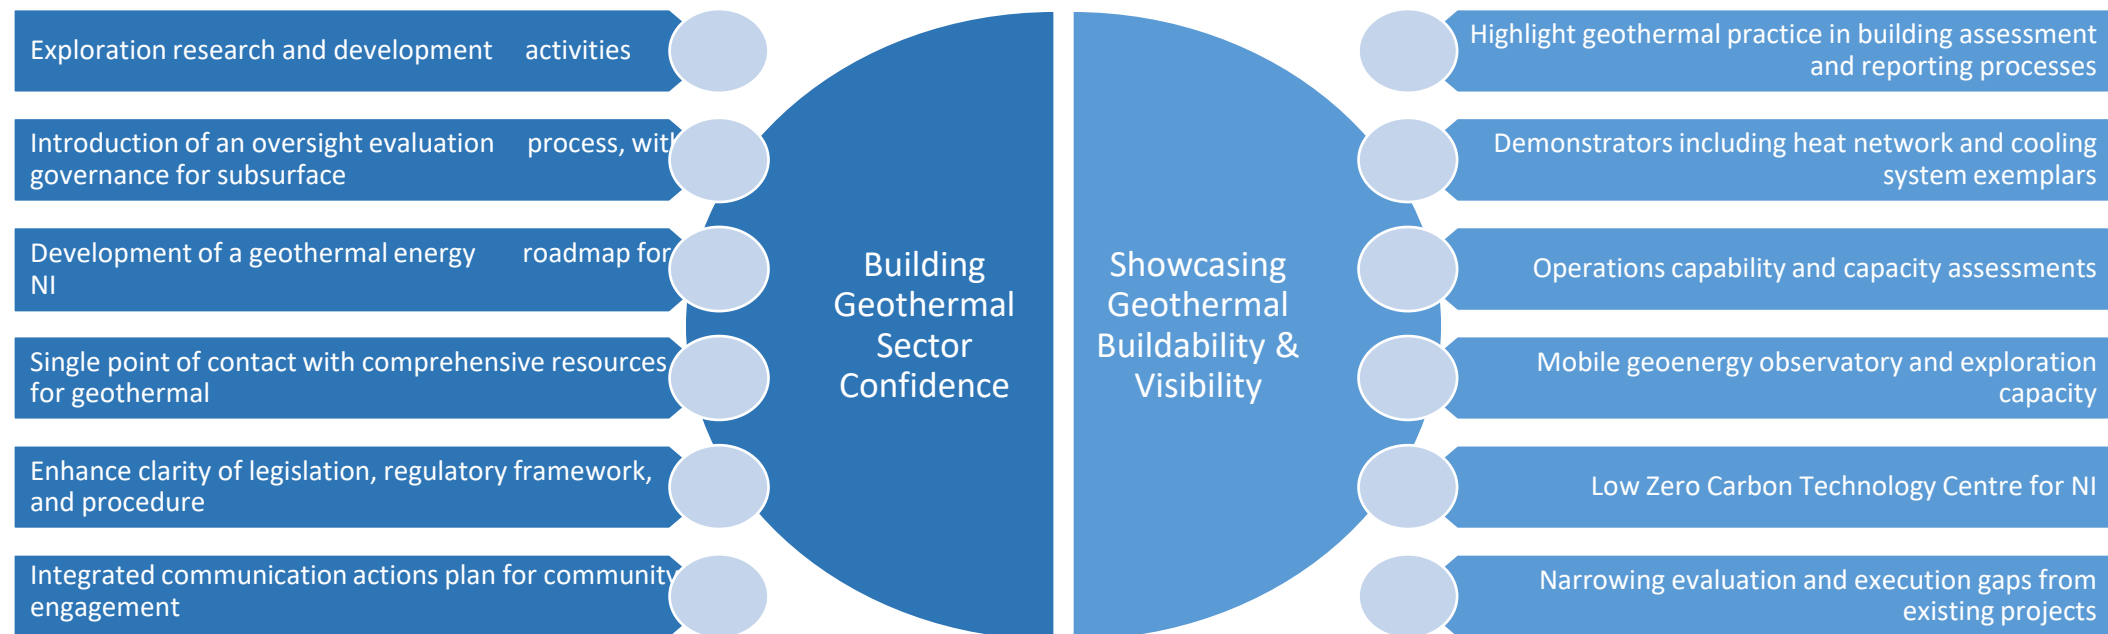 Exploration research and development activities
Introduction of an oversight evaluation process, with
governance for subsurface
Development of a geothermal energy roadmap for
NI
Single point of contact with comprehensive resources
for geothermal
Enhance clarity of legislation, regulatory framework,
and procedure
Integrated communication actions plan for community
engagement
Building
Geothermal
Sector
Confidence
Showcasing
Geothermal
Buildability &
Visibility
Highlight geothermal practice in building assessment
and reporting processes
Demonstrators including heat network and cooling
system exemplars
Operations capability and capacity assessments
Mobile geoenergy observatory and exploration
capacity
Low Zero Carbon Technology Centre for NI
Narrowing evaluation and execution gaps from
existing projects